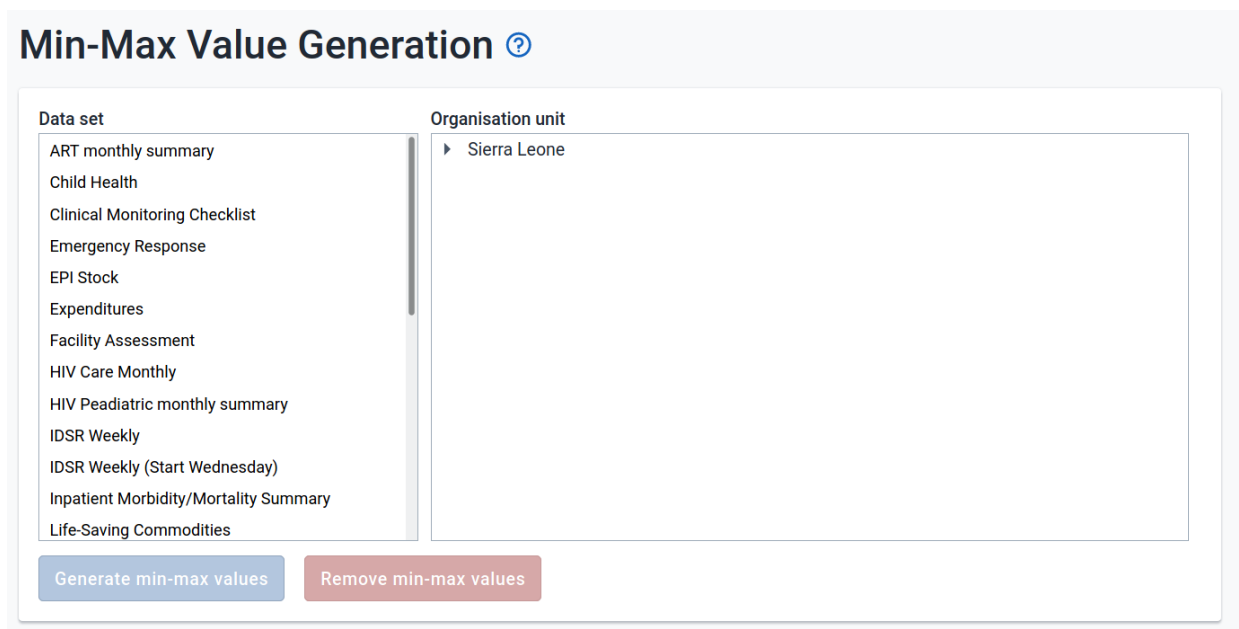 Min-Max Value Generation
Data set
Organisation unit
ART monthly summary
Child Health
Clinical Monitoring Checklist
Emergency Response
EPI Stock
Expenditures
Facility Assessment
HIV Care Monthly
HIV Peadiatric monthly summary
IDSR Weekly
IDSR Weekly (Start Wednesday)
Inpatient Morbidity/Mortality Summary
Life-Saving Commodities
Sierra Leone
Generate min-max values
Remove min-max values